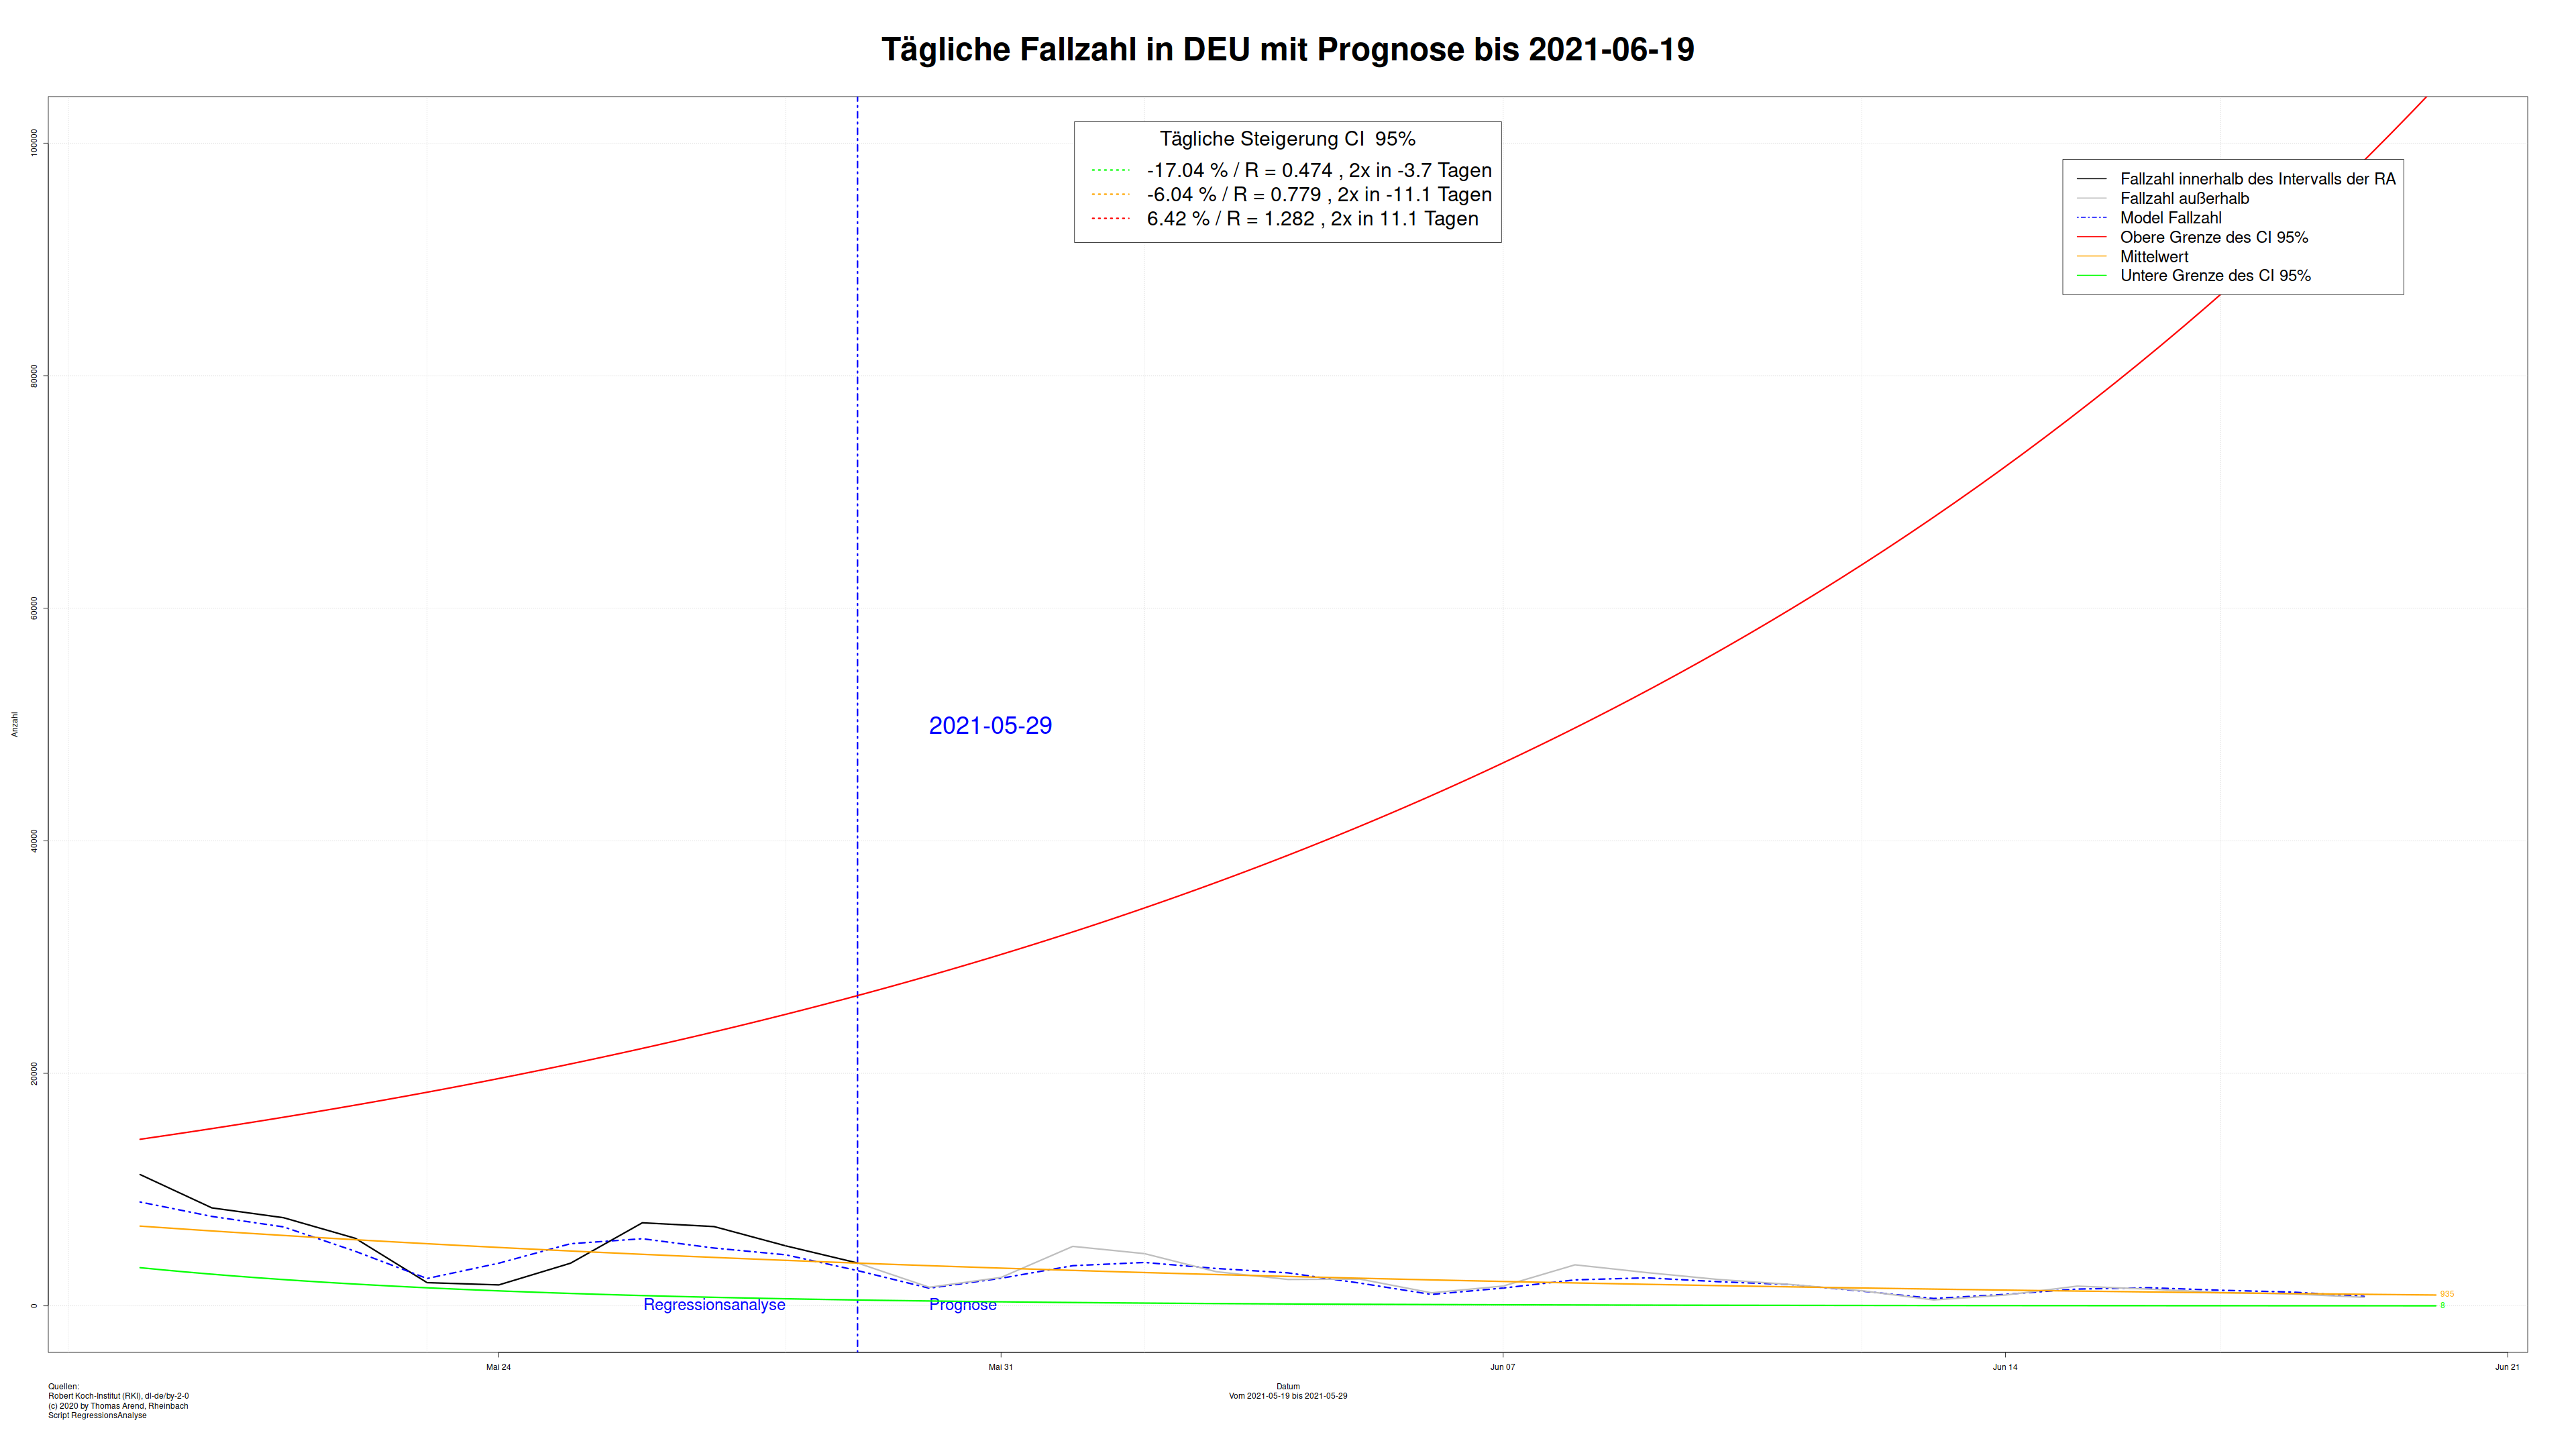 Tägliche Fallzahl in DEU mit Prognose bis 2021-06-19
Tägliche Steigerung CI  95%
-17.04 % / R = 0.474 , 2x in -3.7 Tagen
-6.04 % / R = 0.779 , 2x in -11.1 Tagen
6.42 % / R = 1.282 , 2x in 11.1 Tagen
Fallzahl innerhalb des Intervalls der RA
Fallzahl außerhalb
Model Fallzahl
Obere Grenze des CI 95%
Mittelwert
Untere Grenze des CI 95%
100000
80000
60000
40000
20000
0
Anzahl
2021-05-29
Regressionsanalyse
Prognose
935
8
Mai 24
Mai 31
Jun 07
Jun 14
Jun 21
Datum
Vom 2021-05-19 bis 2021-05-29
Quellen:
Robert Koch-Institut (RKI), dl-de/by-2-0
(c) 2020 by Thomas Arend, Rheinbach
Script RegressionsAnalyse